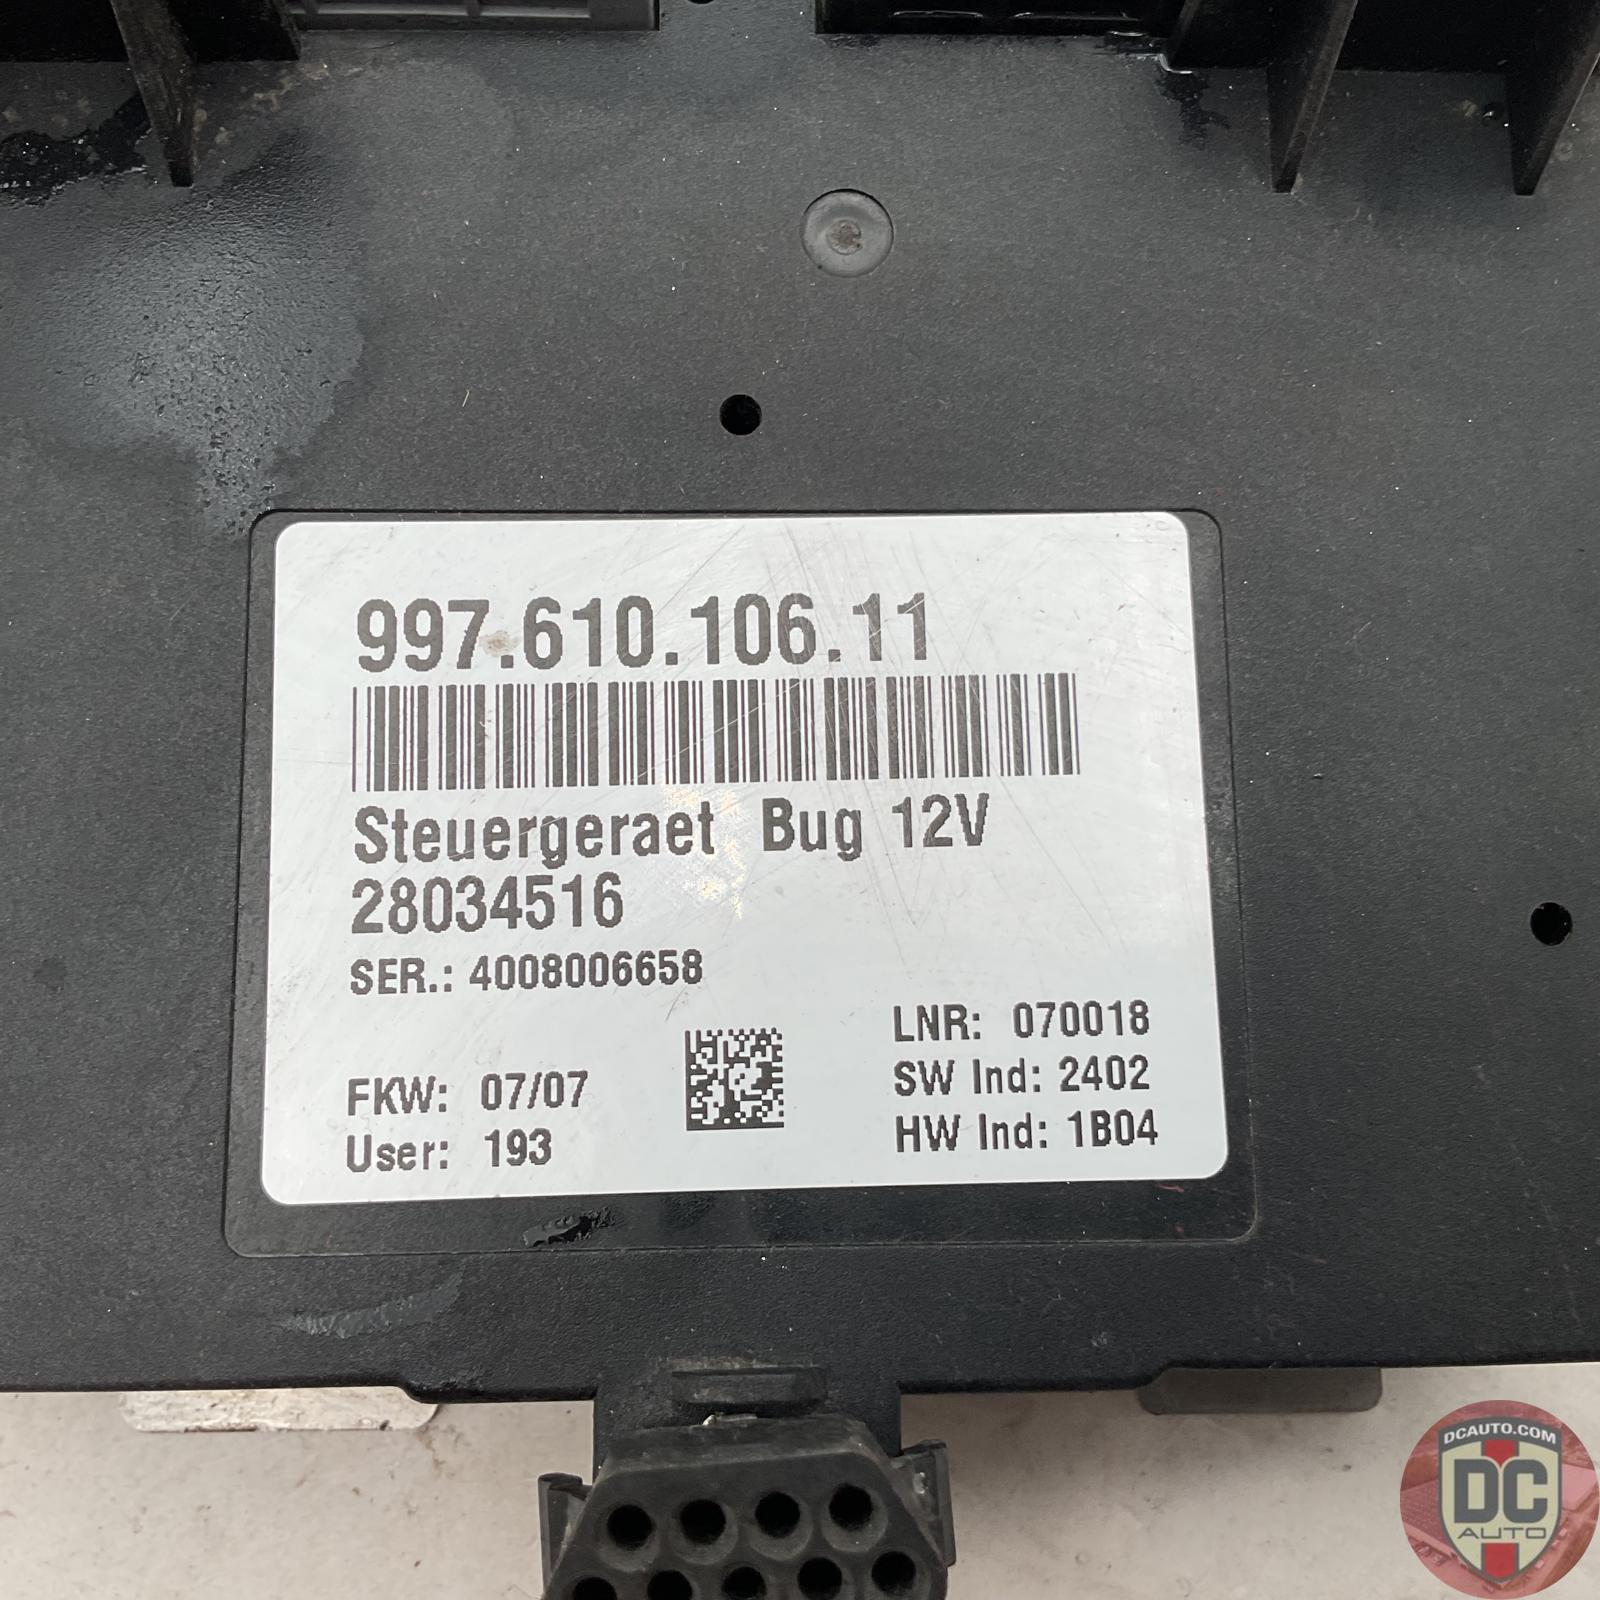 997.610.106.11
Steuergeraet Bug 12V
28034516
SER.: 4008006658
LNR: 070018
FKW: 07/07
SW Ind: 2402
User: 193
HW Ind: 1B04
DCAUTO.COM
DC
AUTO